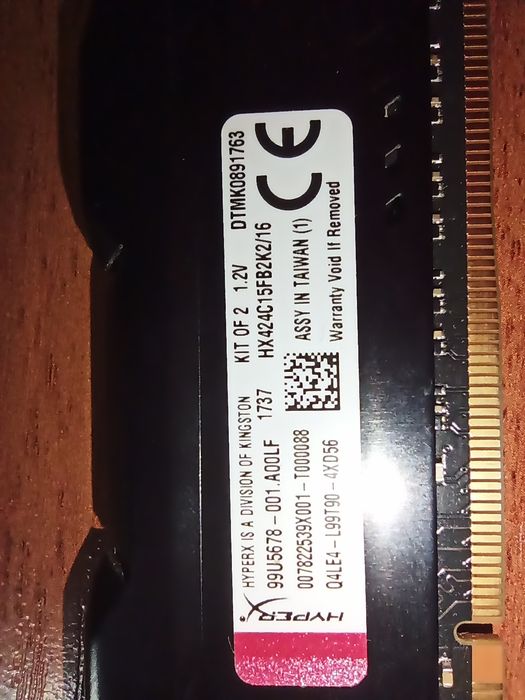 HYPERX
HYPERX IS A DIVISION OF KINGSTON KIT OF 2 1.2V DTMK0891763
99U5678-001.A00LF 1737 HX424C15FB2K2/16
007822539X001-T000088 ASSY IN TAIWAN (1)
Q4LE4-L99T90-4XD56 Warranty Void If Removed
CE